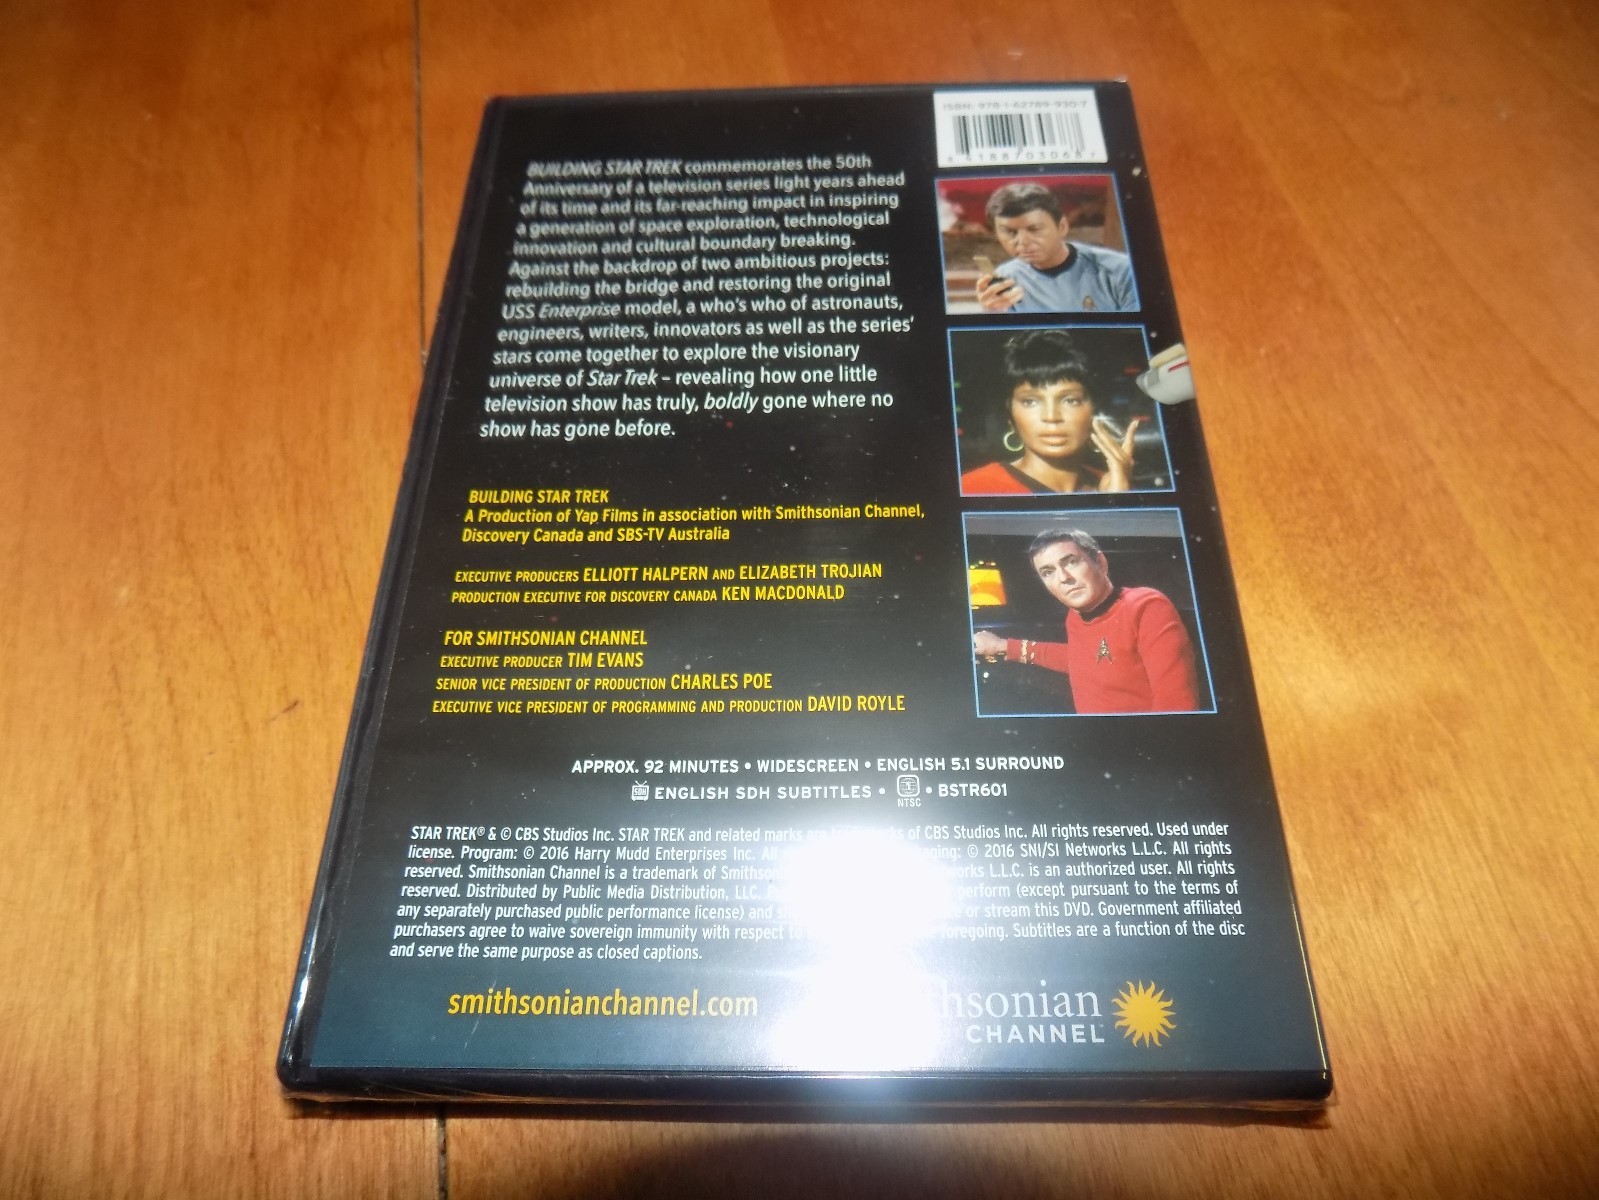 ISBN: 978-1-62789-930-7
BUILDING STAR TREK commemorates the 50th
Anniversary of a television series light years ahead
of its time and its far-reaching impact in inspiring
a generation of space exploration, technological
innovation and cultural boundary breaking.
Against the backdrop of two ambitious projects:
rebuilding the bridge and restoring the original
USS Enterprise model, a who's who of astronauts,
engineers, writers, innovators as well as the series'
stars come together to explore the visionary
universe of Star Trek – revealing how one little
television show has truly, boldly gone where no
show has gone before.
BUILDING STAR TREK
A Production of Yap Films in association with Smithsonian Channel,
Discovery Canada and SBS-TV Australia
EXECUTIVE PRODUCERS ELLIOTT HALPERN AND ELIZABETH TROJIAN
PRODUCTION EXECUTIVE FOR DISCOVERY CANADA KEN MACDONALD
FOR SMITHSONIAN CHANNEL
EXECUTIVE PRODUCER TIM EVANS
SENIOR VICE PRESIDENT OF PRODUCTION CHARLES POE
EXECUTIVE VICE PRESIDENT OF PROGRAMMING AND PRODUCTION DAVID ROYLE
APPROX. 92 MINUTES • WIDESCREEN • ENGLISH 5.1 SURROUND
SDH ENGLISH SDH SUBTITLES • NTSC • BSTR601
STAR TREK® & © CBS Studios Inc. STAR TREK and related marks of CBS Studios Inc. All rights reserved. Used under
license. Program: © 2016 Harry Mudd Enterprises Inc. All © 2016 SNI/SI Networks L.L.C. All rights
reserved. Smithsonian Channel is a trademark of L.L.C. is an authorized user. All rights
reserved. Distributed by Public Media Distribution, LLC. perform (except pursuant to the terms of
any separately purchased public performance license) and or stream this DVD. Government affiliated
purchasers agree to waive sovereign immunity with respect to foregoing. Subtitles are a function of the disc
and serve the same purpose as closed captions.
smithsonianchannel.com
hsonian
CHANNEL™